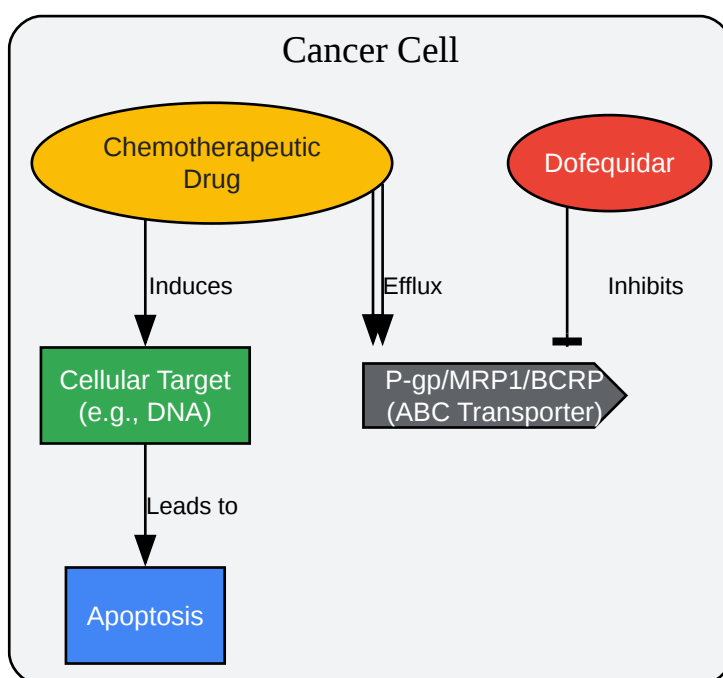 Cancer Cell
Chemotherapeutic
Drug
Dofequidar
Induces
Efflux
Inhibits
Cellular Target
(e.g., DNA)
P-gp/MRP1/BCRP
(ABC Transporter)
Leads to
Apoptosis